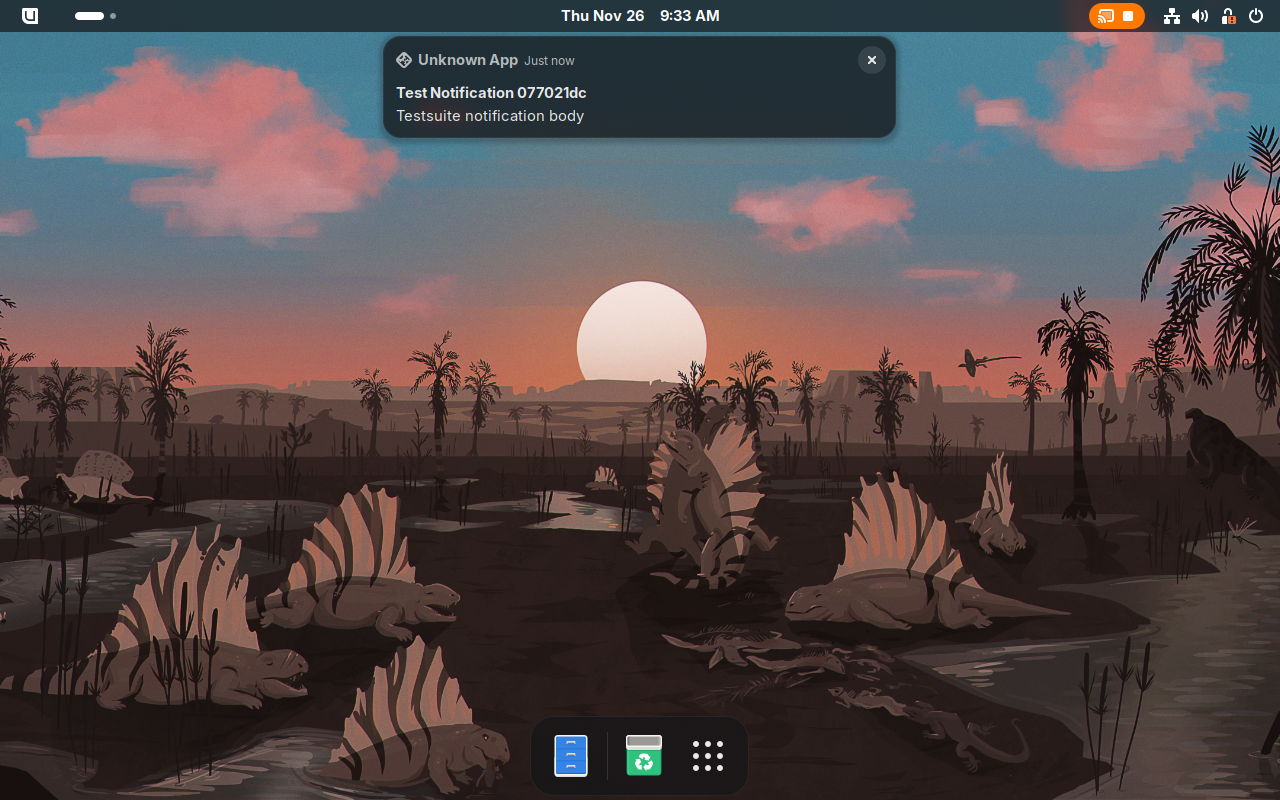 Thu Nov 26 9:33 AM
Unknown App Just now
Test Notification 077021dc
Testsuite notification body